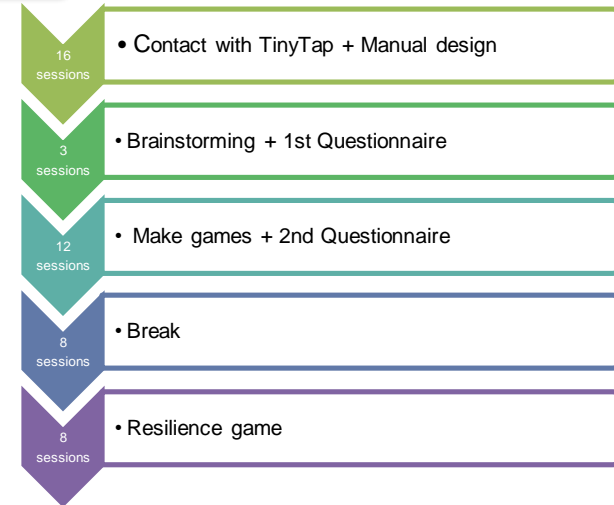 16
sessions
• Contact with TinyTap + Manual design
3
sessions
• Brainstorming + 1st Questionnaire
12
sessions
• Make games + 2nd Questionnaire
8
sessions
• Break
8
sessions
• Resilience game